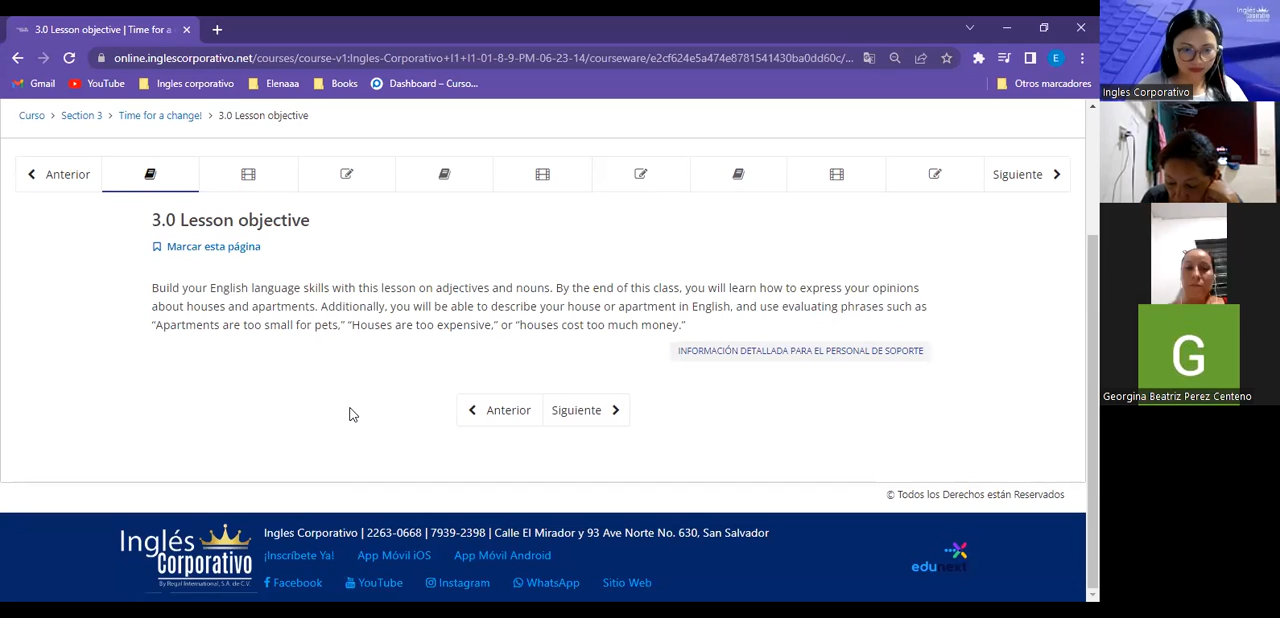 3.0 Lesson objective | Time for a
online.inglescorporativo.net/courses/course-v1:Ingles-Corporativo+I1+I1-01-8-9-PM-06-23-14/courseware/e2cf624e5a474e8781541430ba0dd60c/...
Gmail YouTube Ingles corporativo Elenaaa Books Dashboard – Curso... Otros marcadores
E
Curso > Section 3 > Time for a change! > 3.0 Lesson objective
Anterior Siguiente
3.0 Lesson objective
Marcar esta página
Build your English language skills with this lesson on adjectives and nouns. By the end of this class, you will learn how to express your opinions
about houses and apartments. Additionally, you will be able to describe your house or apartment in English, and use evaluating phrases such as
“Apartments are too small for pets,” “Houses are too expensive,” or “houses cost too much money.”
INFORMACIÓN DETALLADA PARA EL PERSONAL DE SOPORTE
Anterior Siguiente
© Todos los Derechos están Reservados
Inglés
Corporativo
By Regal International, S.A. de C.V.
Ingles Corporativo | 2263-0668 | 7939-2398 | Calle El Mirador y 93 Ave Norte No. 630, San Salvador
¡Inscríbete Ya! App Móvil iOS App Móvil Android
Facebook YouTube Instagram WhatsApp Sitio Web
edunext
Inglés
Corporativo
Ingles Corporativo
G
Georgina Beatriz Perez Centeno